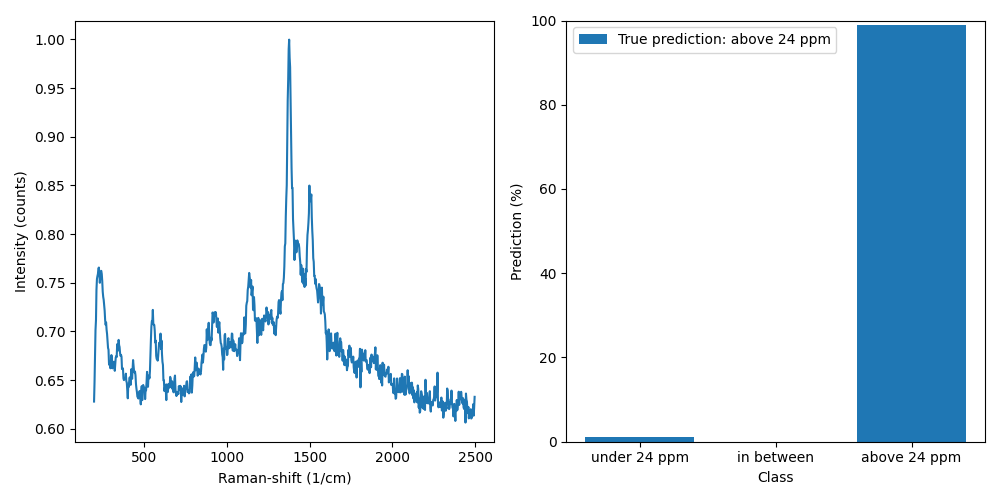 1.00
0.95
0.90
0.85
0.80
0.75
0.70
0.65
0.60
Intensity (counts)
500 1000 1500 2000 2500
Raman-shift (1/cm)
True prediction: above 24 ppm
100
80
60
40
20
0
Prediction (%)
under 24 ppm in between above 24 ppm
Class